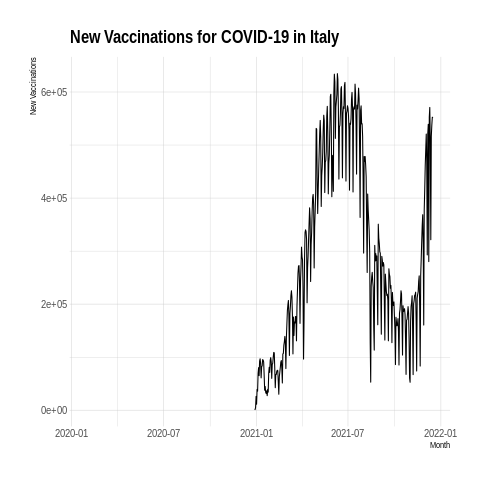 New Vaccinations for COVID-19 in Italy
New Vaccinations
6e+05
4e+05
2e+05
0e+00
2020-01 2020-07 2021-01 2021-07 2022-01
Month